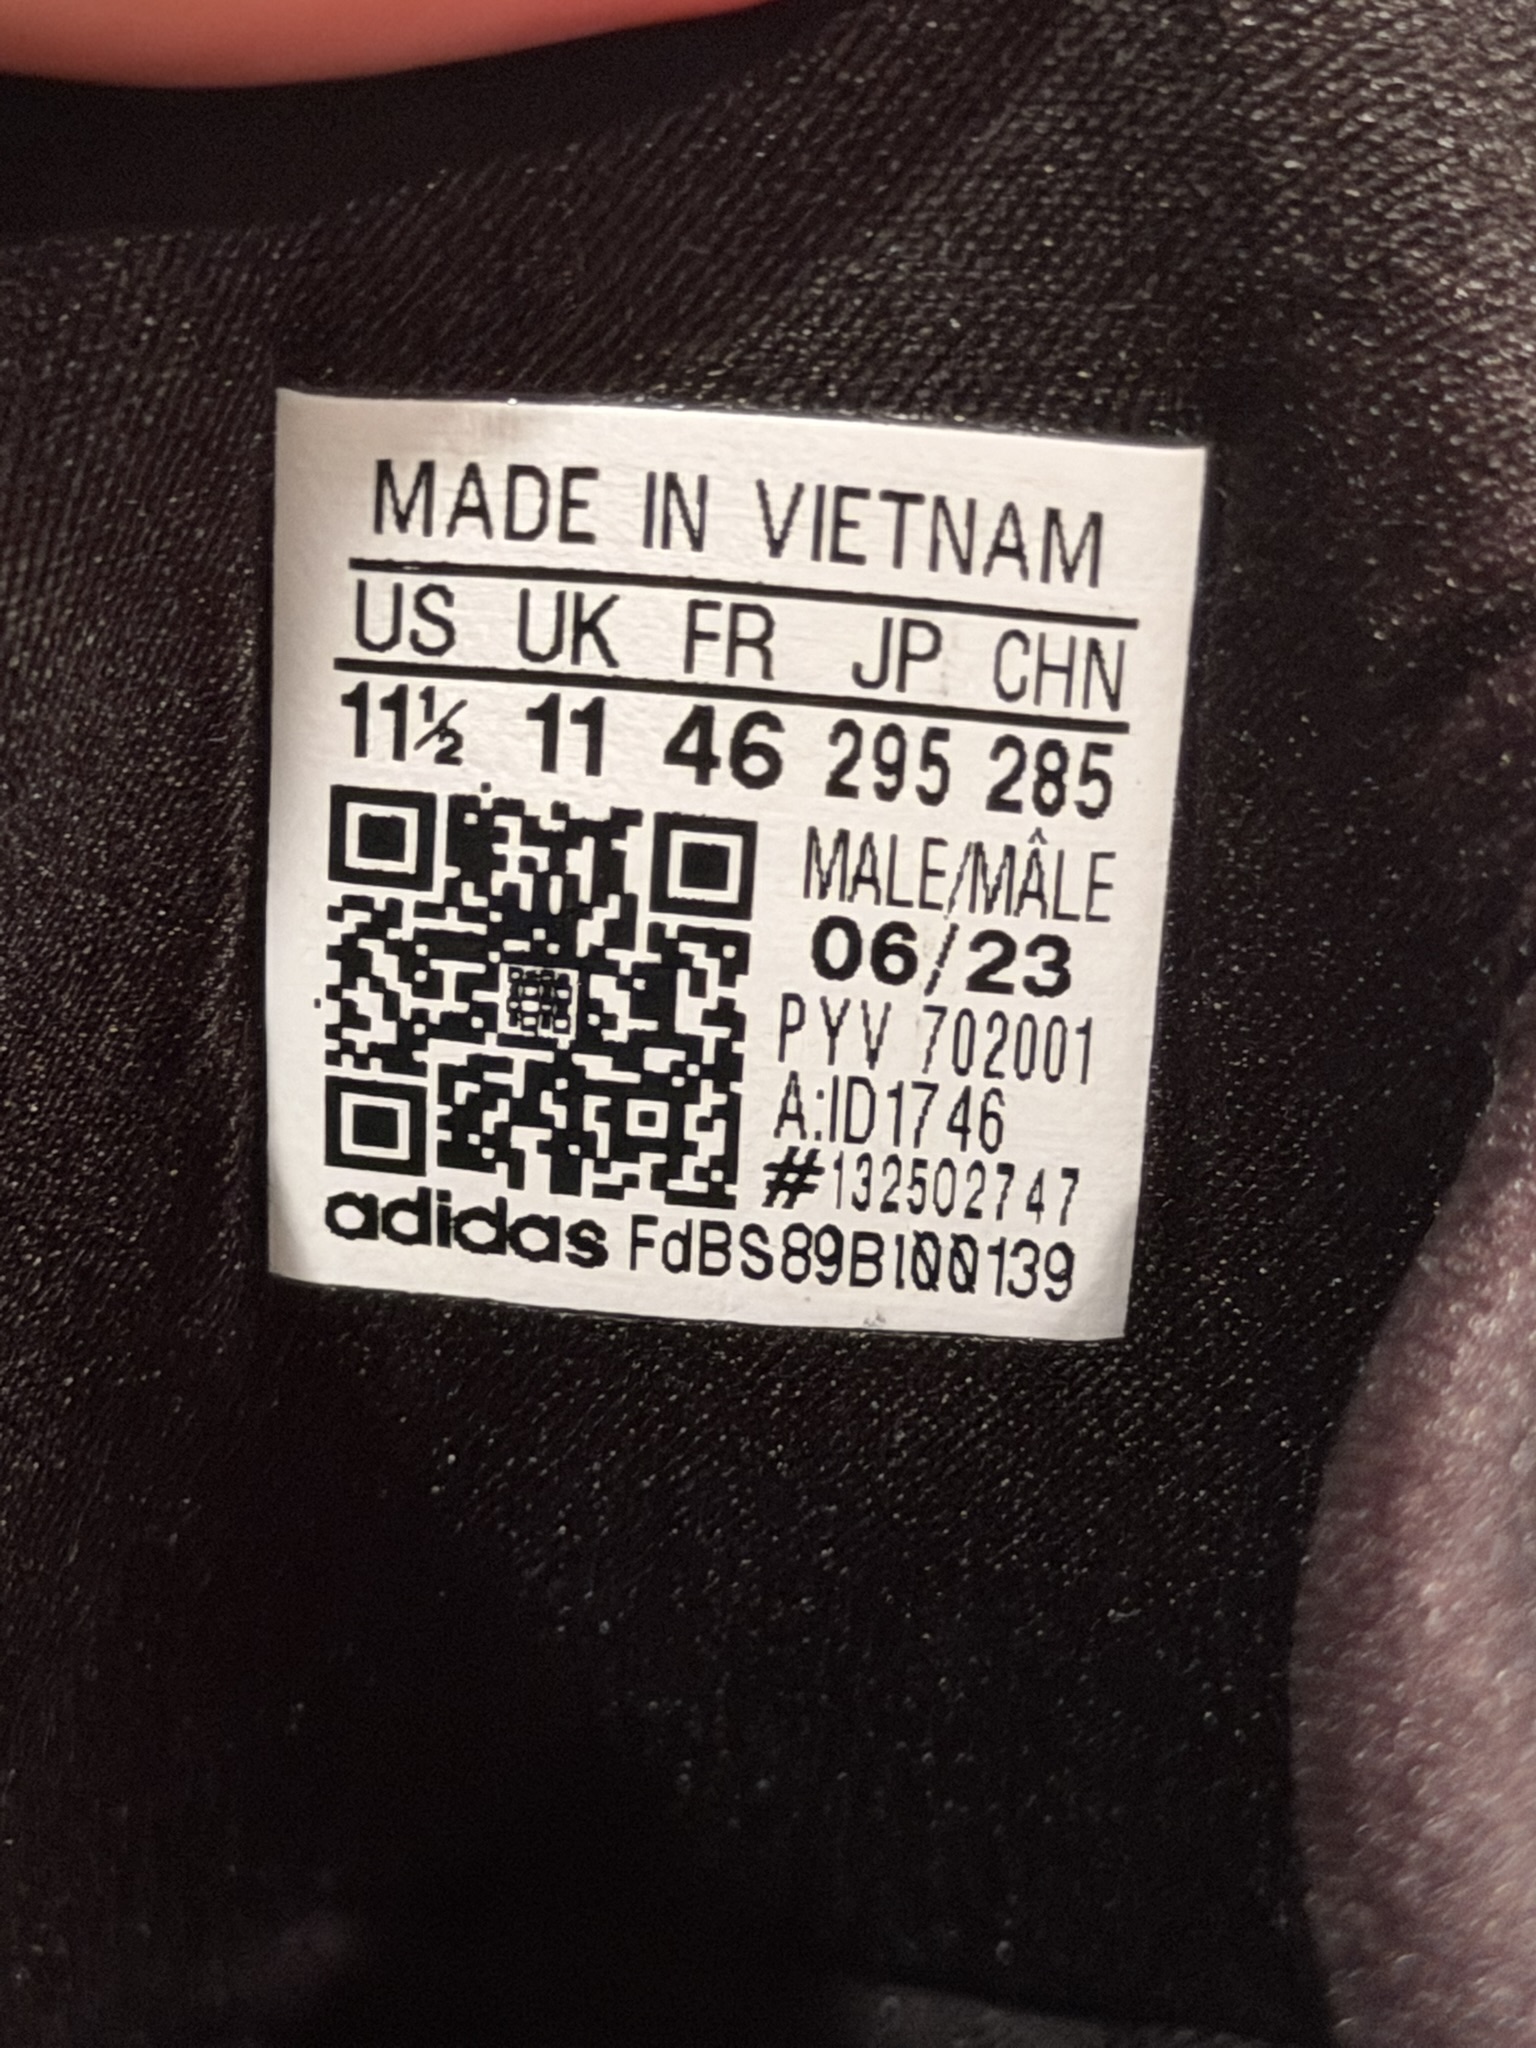 MADE IN VIETNAM
US UK FR JP CHN
11½ 11 46 295 285
MALE/MÂLE
06/23
PYV 702001
A:ID1746
#132502747
adidas FdBS89BI00139